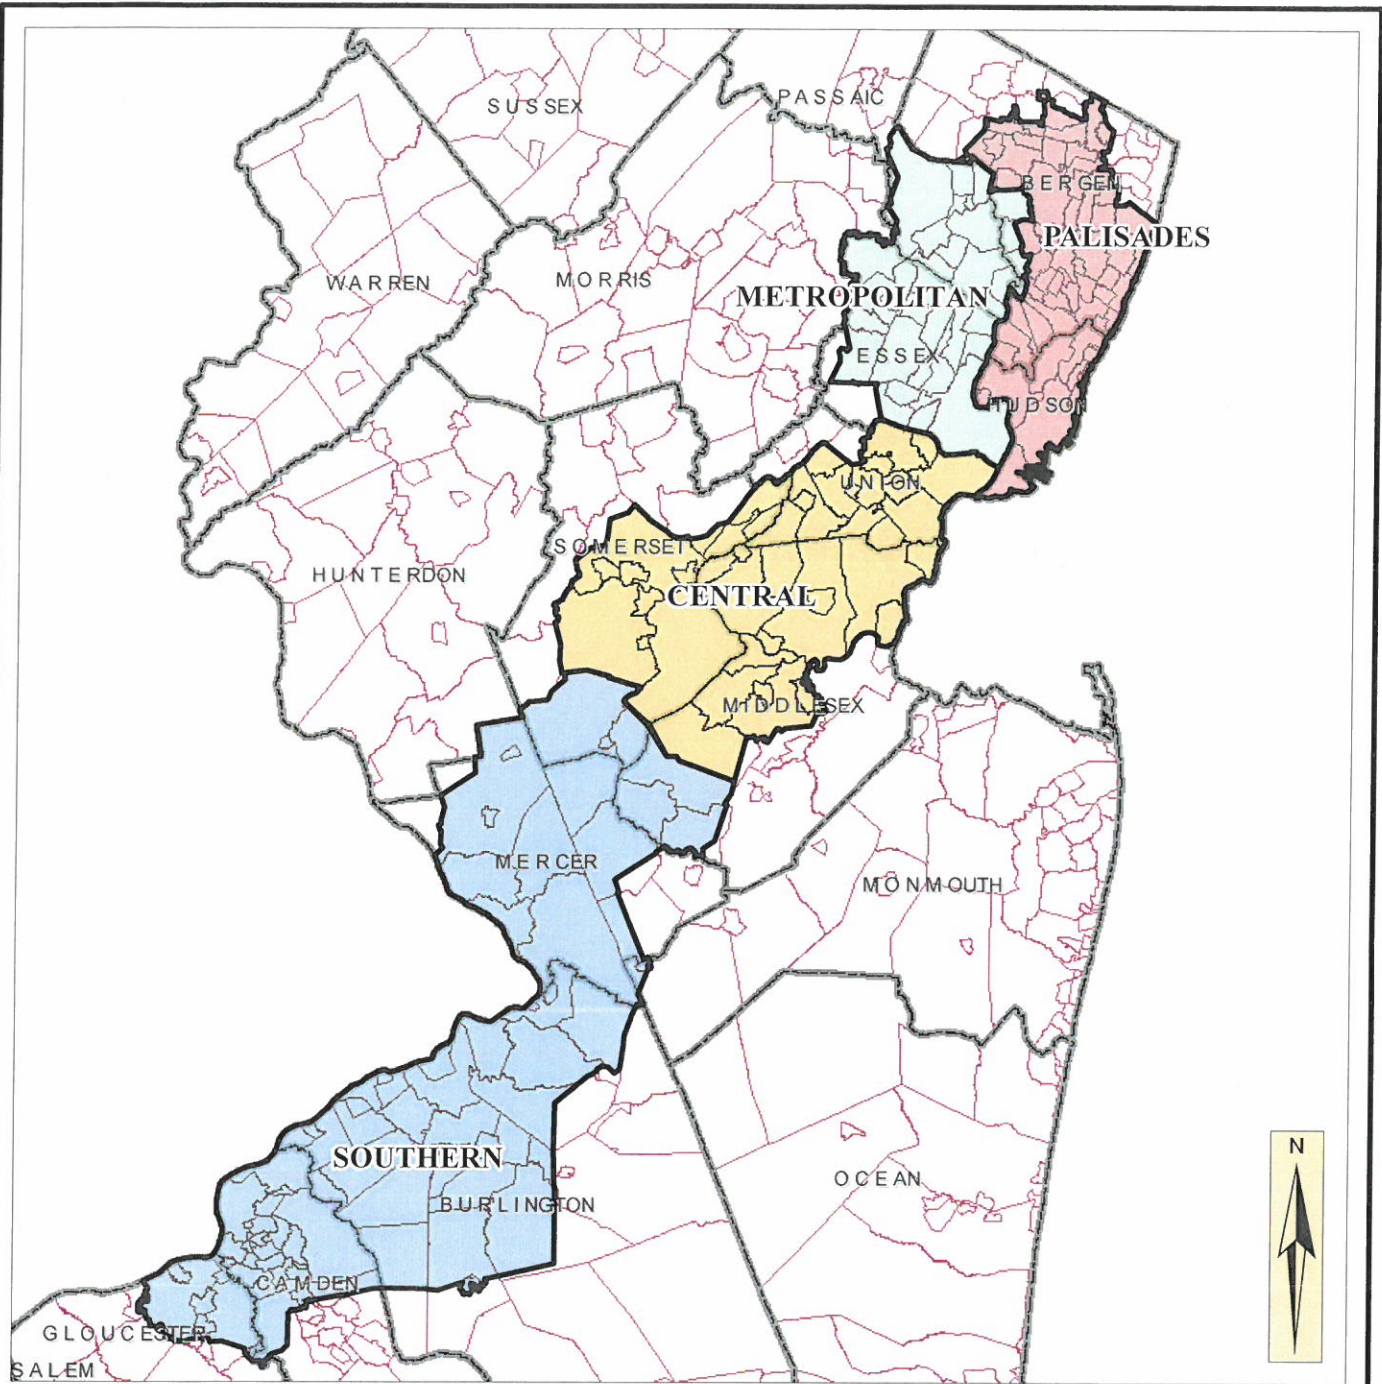 SUSSEX
PASSAIC
BERGEN
PALISADES
WARREN
MORRIS
METROPOLITAN
ESSEX
HUDSON
UNION
SOMERSET
HUNTERDON
CENTRAL
MIDDLESEX
MERCER
MONMOUTH
N
SOUTHERN
OCEAN
BURLINGTON
CAMDEN
GLOUCESTER
SALEM